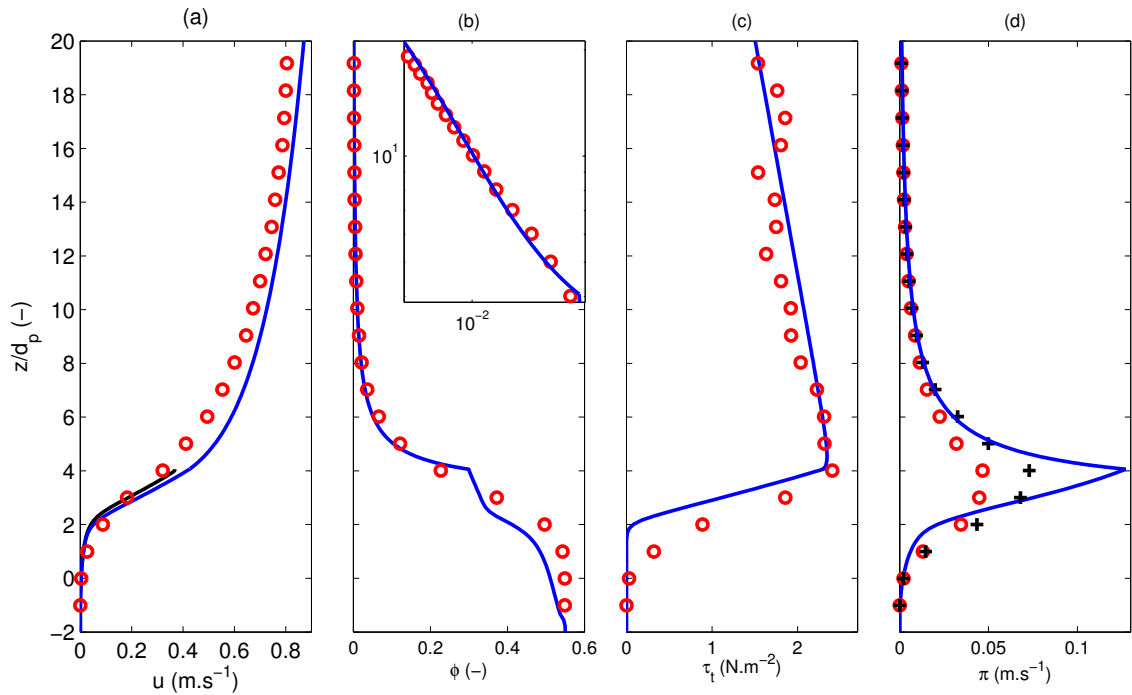 (a) (b) (c) (d)
20
18
16
14
12
10
8
6
4
2
0
−2
z/d_p (−)
10^1
10^−2
0 0.2 0.4 0.6 0.8
0 0.2 0.4 0.6
0 1 2
0 0.05 0.1
u (m.s^−1)
ϕ (−)
τ_t (N.m^−2)
π (m.s^−1)